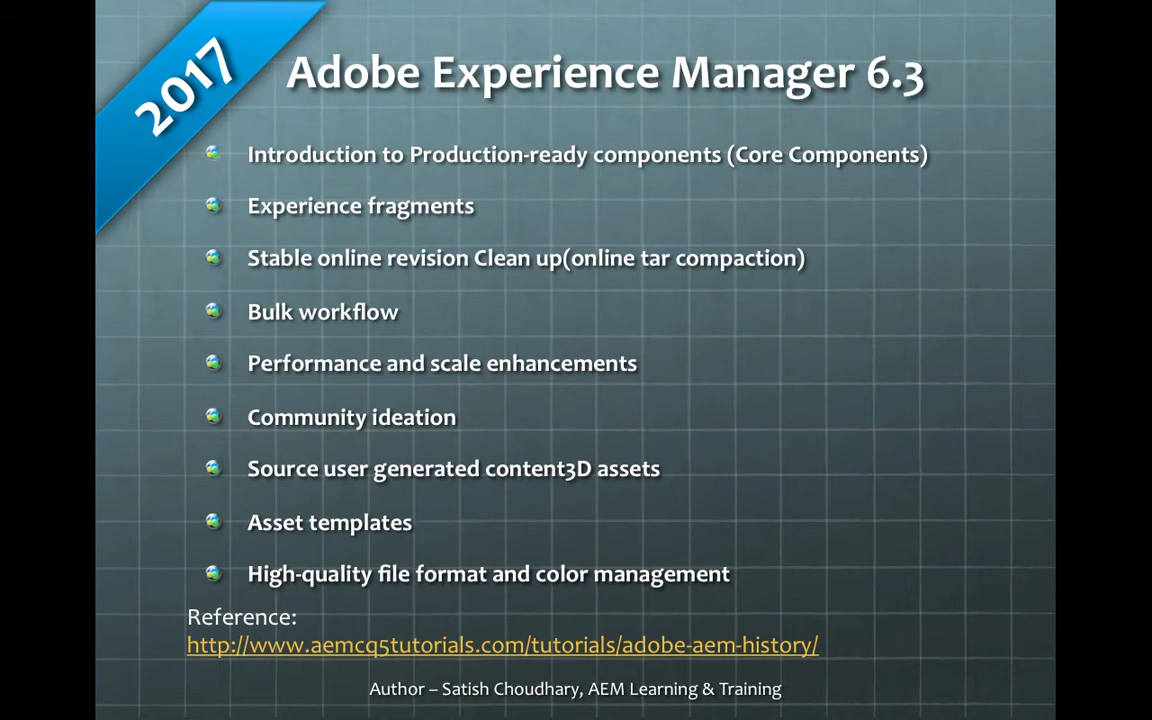 2017
Adobe Experience Manager 6.3
Introduction to Production-ready components (Core Components)
Experience fragments
Stable online revision Clean up(online tar compaction)
Bulk workflow
Performance and scale enhancements
Community ideation
Source user generated content3D assets
Asset templates
High-quality file format and color management
Reference:
http://www.aemcq5tutorials.com/tutorials/adobe-aem-history/
Author – Satish Choudhary, AEM Learning & Training